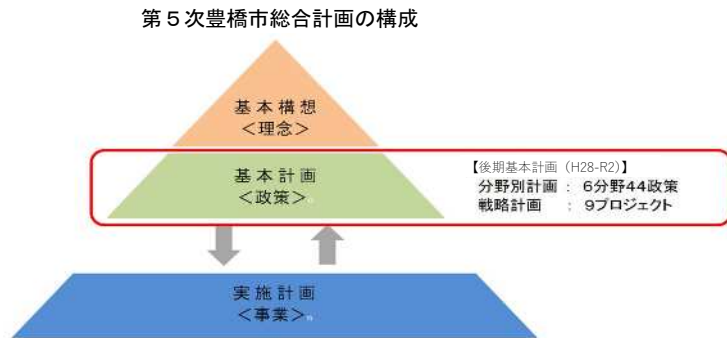 第５次豊橋市総合計画の構成
基本構想
＜理念＞
基本計画
＜政策＞
【後期基本計画（H28-R2）】
分野別計画 ： 6分野44政策
戦略計画 ： 9プロジェクト
実施計画
＜事業＞